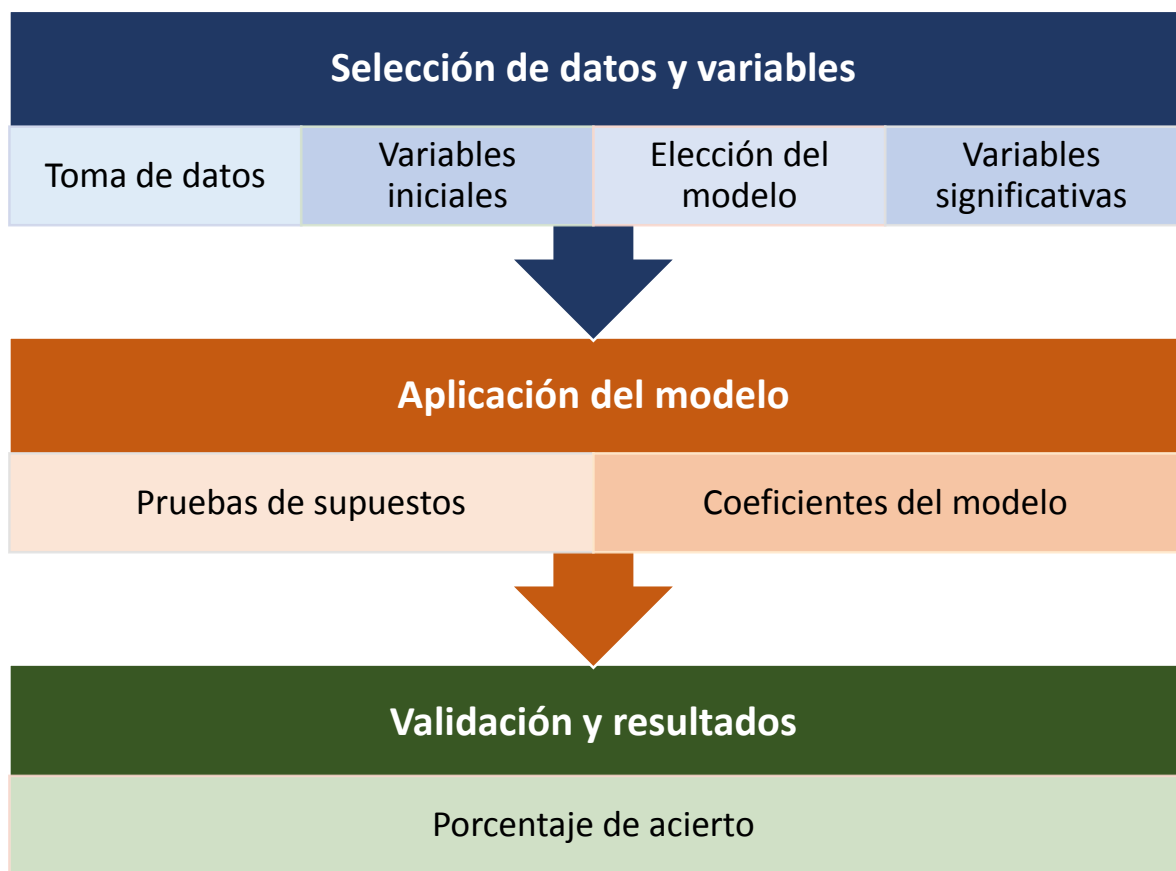 Selección de datos y variables
Toma de datos
Variables
iniciales
Elección del
modelo
Variables
significativas
Aplicación del modelo
Pruebas de supuestos
Coeficientes del modelo
Validación y resultados
Porcentaje de acierto